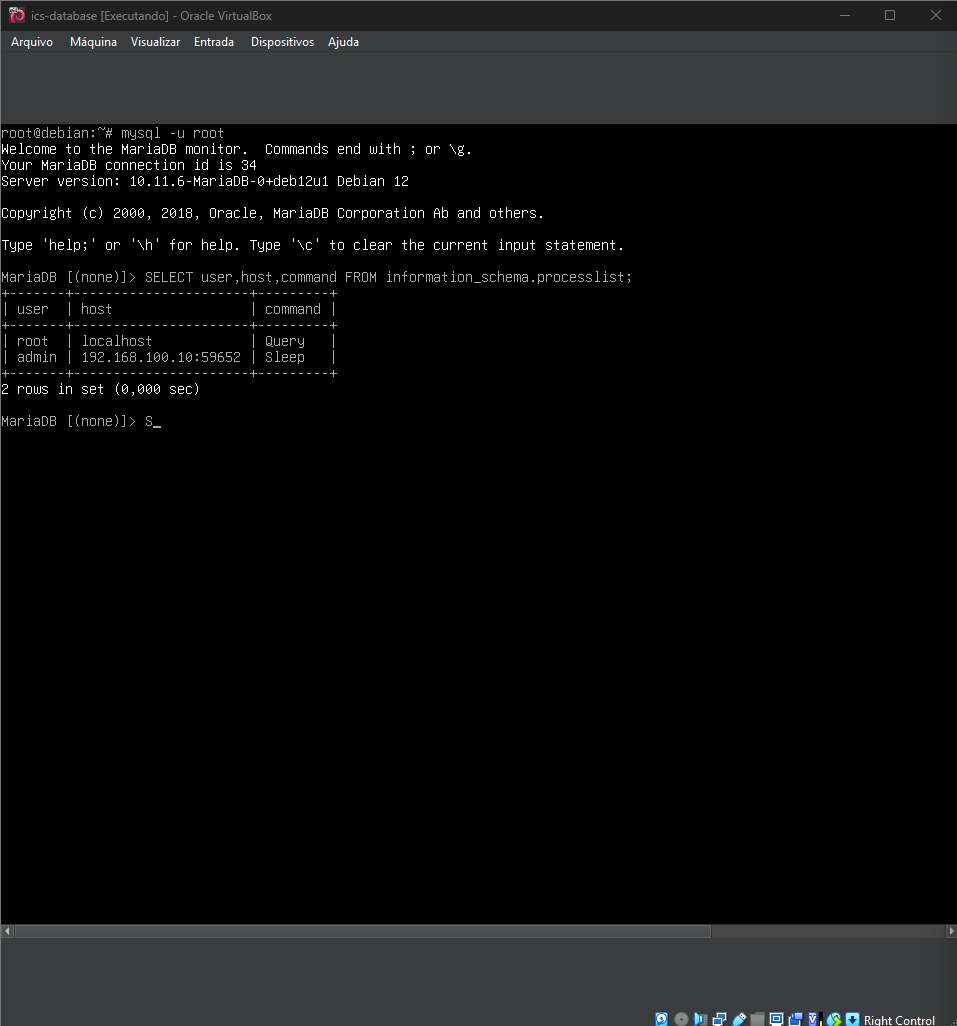 ics-database [Executando] - Oracle VirtualBox
Arquivo Máquina Visualizar Entrada Dispositivos Ajuda
root@debian:~# mysql -u root
Welcome to the MariaDB monitor.  Commands end with ; or \g.
Your MariaDB connection id is 34
Server version: 10.11.6-MariaDB-0+deb12u1 Debian 12
Copyright (c) 2000, 2018, Oracle, MariaDB Corporation Ab and others.
Type 'help;' or '\h' for help. Type '\c' to clear the current input statement.
MariaDB [(none)]> SELECT user,host,command FROM information_schema.processlist;
+-------+----------------------+---------+
| user  | host                 | command |
+-------+----------------------+---------+
| root  | localhost            | Query   |
| admin | 192.168.100.10:59652 | Sleep   |
+-------+----------------------+---------+
2 rows in set (0,000 sec)
MariaDB [(none)]> S_
Right Control